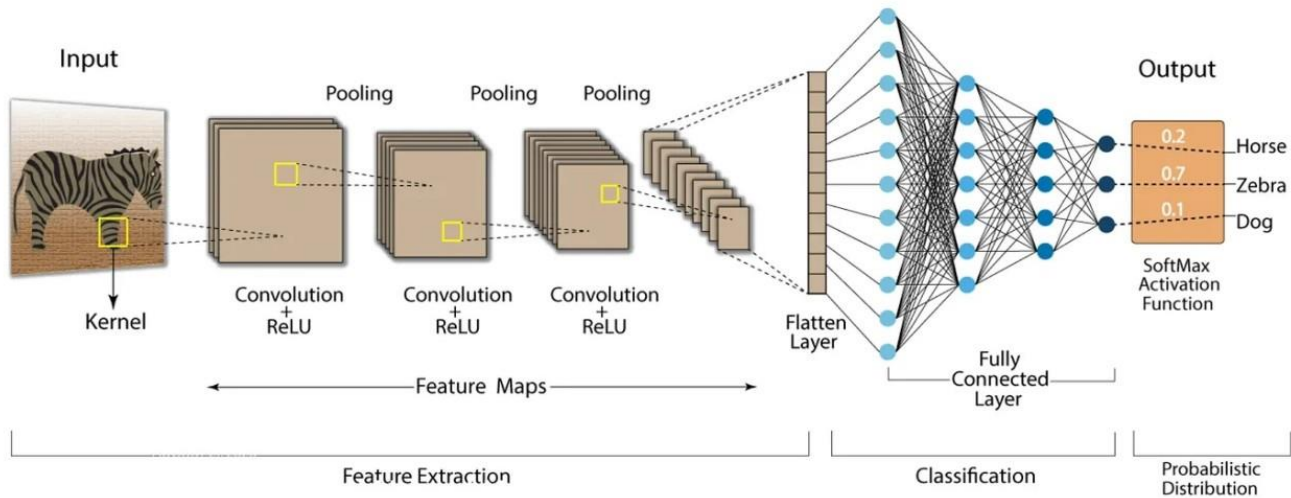 Input
Pooling
Pooling
Pooling
Output
0.2
Horse
0.7
Zebra
0.1
Dog
Kernel
Convolution
+
ReLU
Convolution
+
ReLU
Convolution
+
ReLU
Flatten
Layer
SoftMax
Activation
Function
Feature Maps
Fully
Connected
Layer
Feature Extraction
Classification
Probabilistic
Distribution